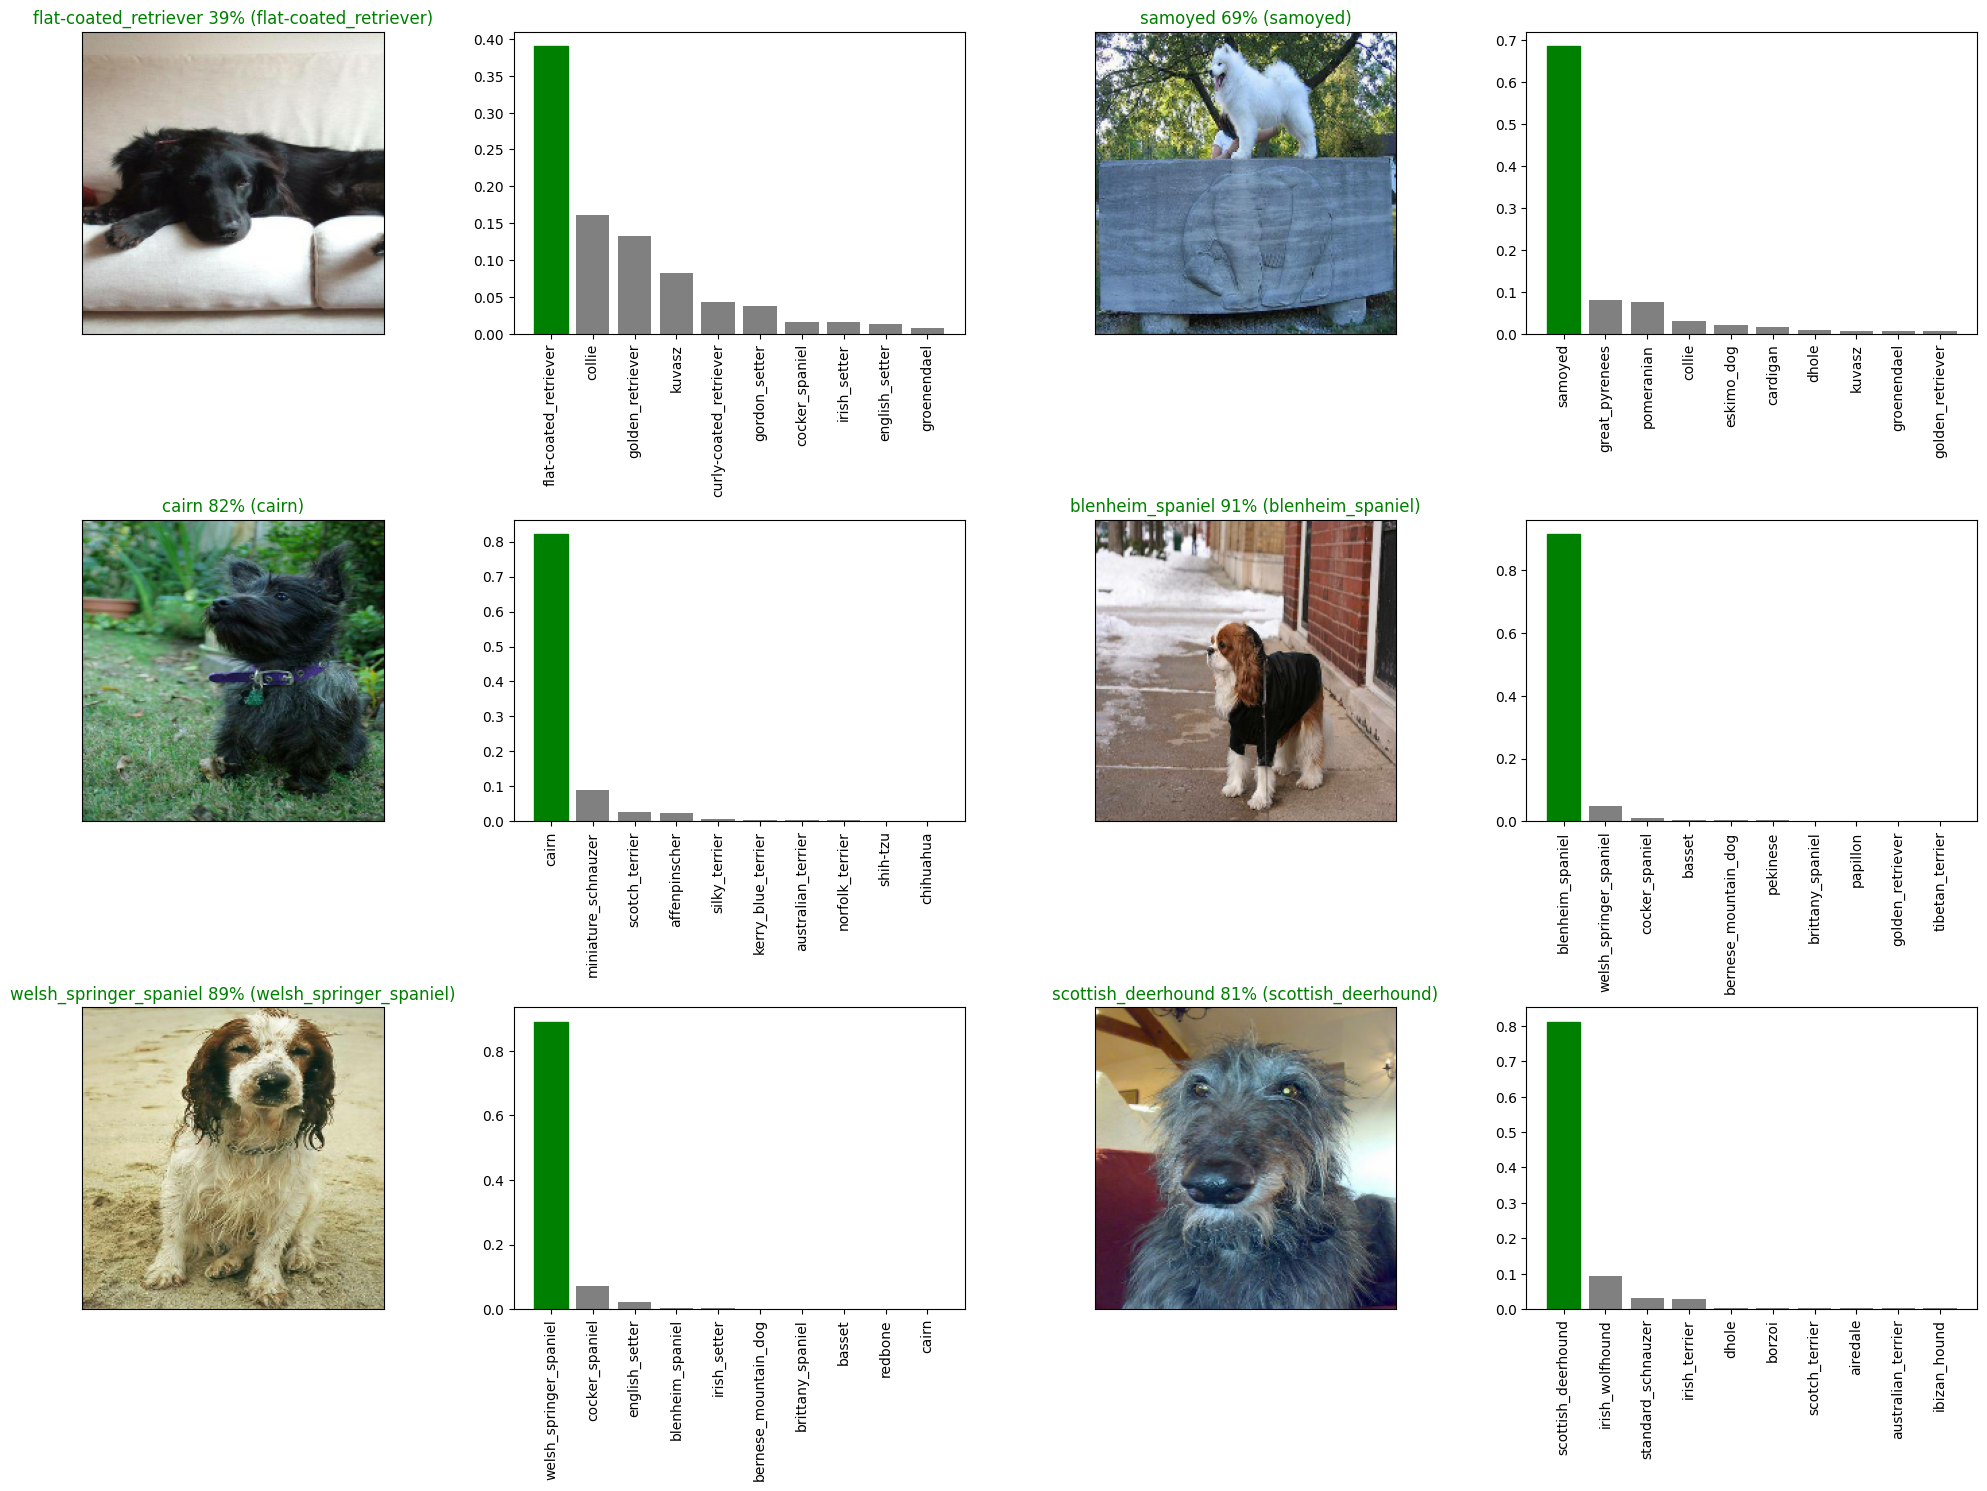 flat-coated_retriever 39% (flat-coated_retriever)
0.40
0.35
0.30
0.25
0.20
0.15
0.10
0.05
0.00
flat-coated_retriever
collie
golden_retriever
kuvasz
curly-coated_retriever
gordon_setter
cocker_spaniel
irish_setter
english_setter
groenendael
samoyed 69% (samoyed)
0.7
0.6
0.5
0.4
0.3
0.2
0.1
0.0
samoyed
great_pyrenees
pomeranian
collie
eskimo_dog
cardigan
dhole
kuvasz
groenendael
golden_retriever
cairn 82% (cairn)
0.8
0.7
0.6
0.5
0.4
0.3
0.2
0.1
0.0
cairn
miniature_schnauzer
scotch_terrier
affenpinscher
silky_terrier
kerry_blue_terrier
australian_terrier
norfolk_terrier
shih-tzu
chihuahua
blenheim_spaniel 91% (blenheim_spaniel)
0.8
0.6
0.4
0.2
0.0
blenheim_spaniel
welsh_springer_spaniel
cocker_spaniel
basset
bernese_mountain_dog
pekinese
brittany_spaniel
papillon
golden_retriever
tibetan_terrier
welsh_springer_spaniel 89% (welsh_springer_spaniel)
0.8
0.6
0.4
0.2
0.0
welsh_springer_spaniel
cocker_spaniel
english_setter
blenheim_spaniel
irish_setter
bernese_mountain_dog
brittany_spaniel
basset
redbone
cairn
scottish_deerhound 81% (scottish_deerhound)
0.8
0.7
0.6
0.5
0.4
0.3
0.2
0.1
0.0
scottish_deerhound
irish_wolfhound
standard_schnauzer
irish_terrier
dhole
borzoi
scotch_terrier
airedale
australian_terrier
ibizan_hound